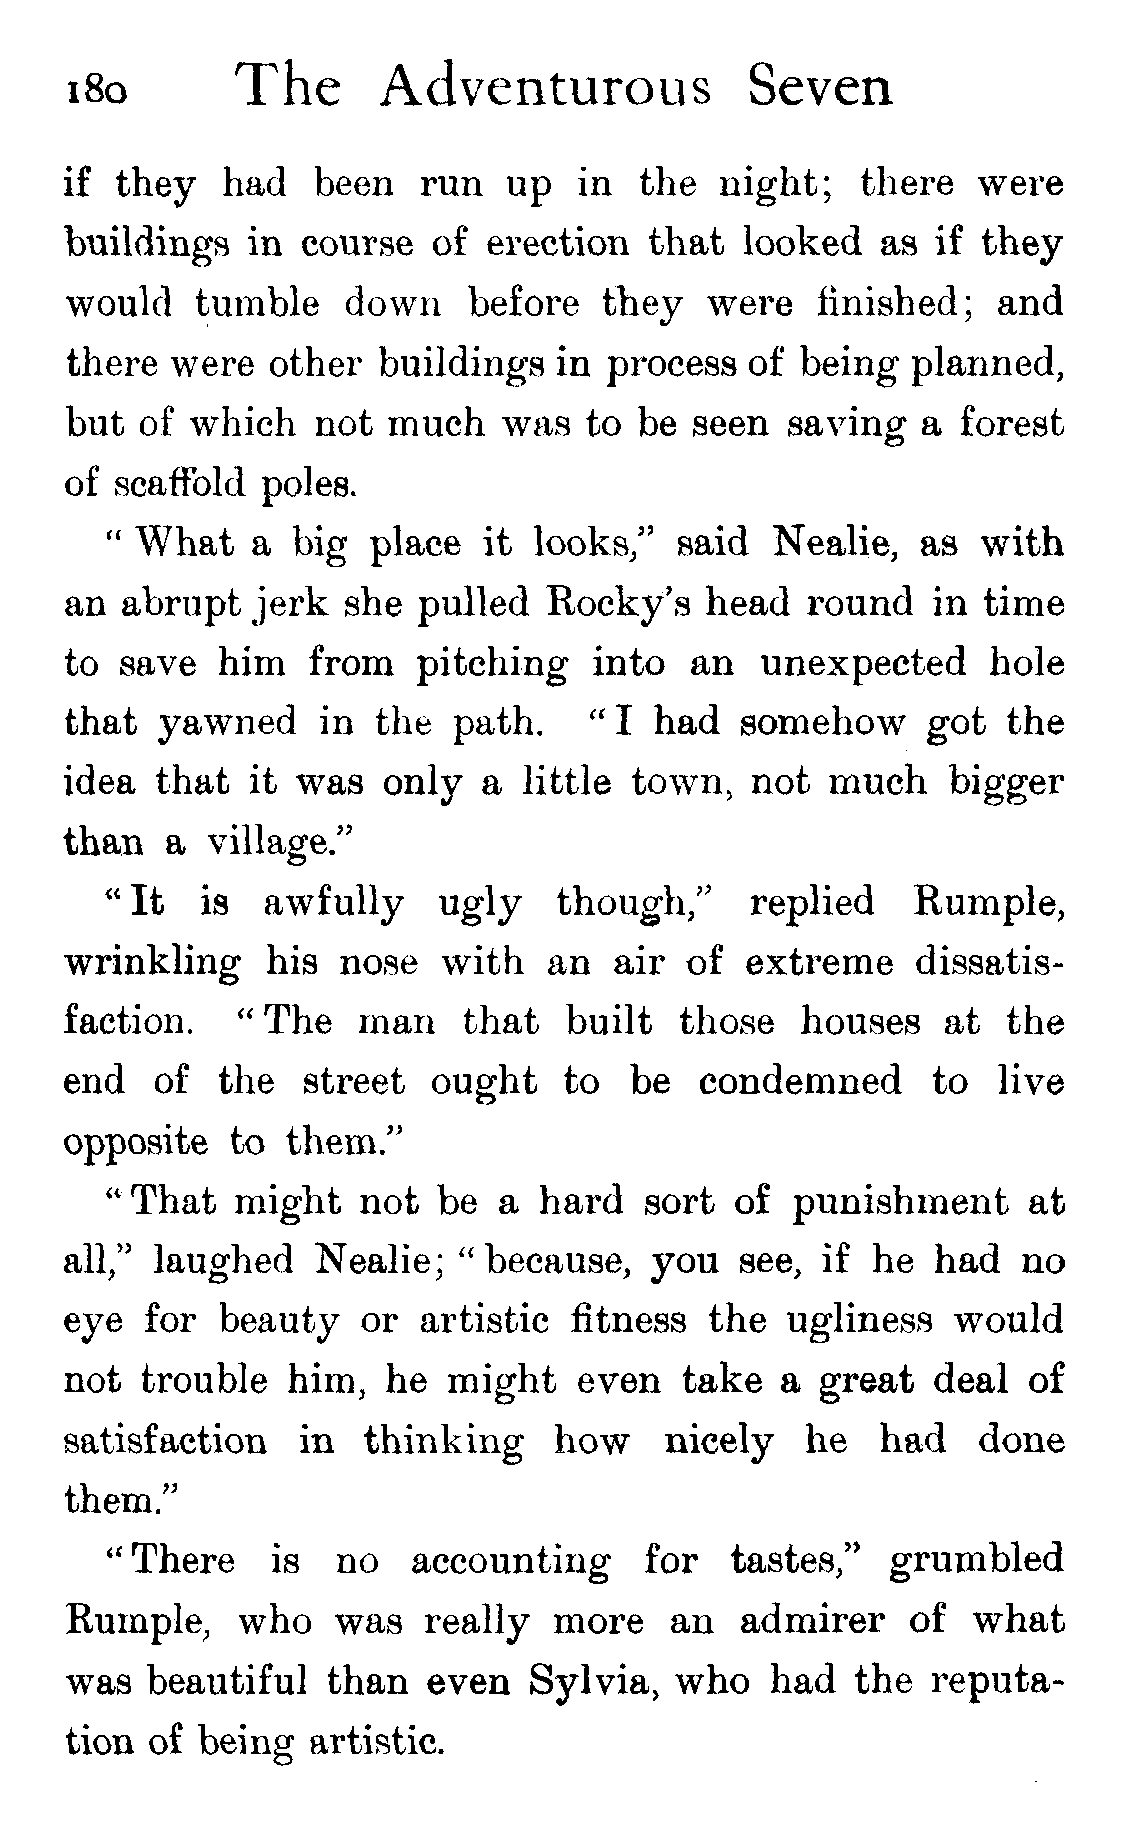 180 The Adventurous Seven
if they had been run up in the night; there were
buildings in course of erection that looked as if they
would tumble down before they were finished; and
there were other buildings in process of being planned,
but of which not much was to be seen saving a forest
of scaffold poles.
“What a big place it looks,” said Nealie, as with
an abrupt jerk she pulled Rocky’s head round in time
to save him from pitching into an unexpected hole
that yawned in the path. “I had somehow got the
idea that it was only a little town, not much bigger
than a village.”
“It is awfully ugly though,” replied Rumple,
wrinkling his nose with an air of extreme dissatis-
faction. “The man that built those houses at the
end of the street ought to be condemned to live
opposite to them.”
“That might not be a hard sort of punishment at
all,” laughed Nealie; “because, you see, if he had no
eye for beauty or artistic fitness the ugliness would
not trouble him, he might even take a great deal of
satisfaction in thinking how nicely he had done
them.”
“There is no accounting for tastes,” grumbled
Rumple, who was really more an admirer of what
was beautiful than even Sylvia, who had the reputa-
tion of being artistic.